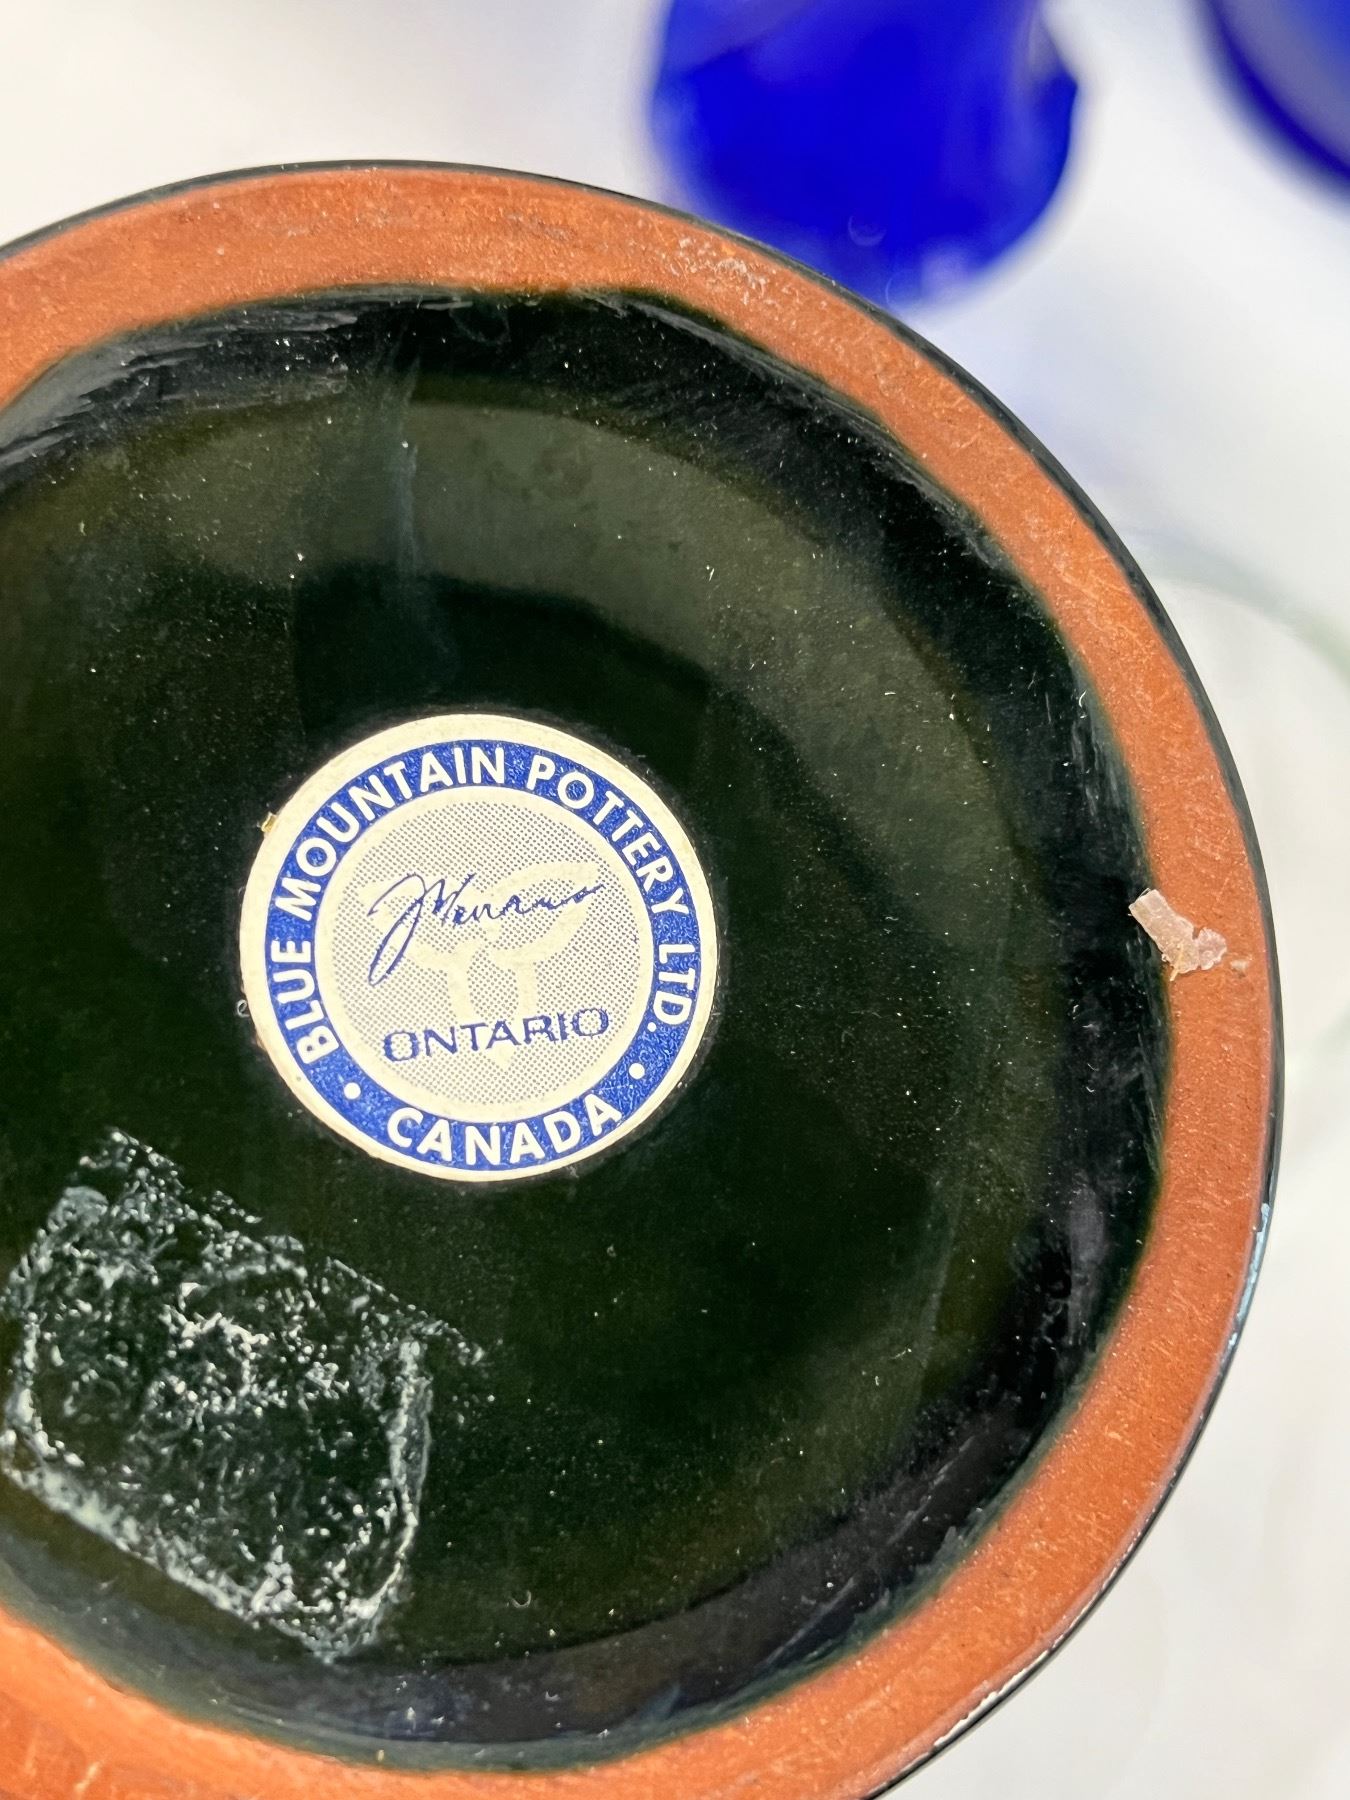 BLUE MOUNTAIN POTTERY LTD.
ONTARIO
• CANADA •